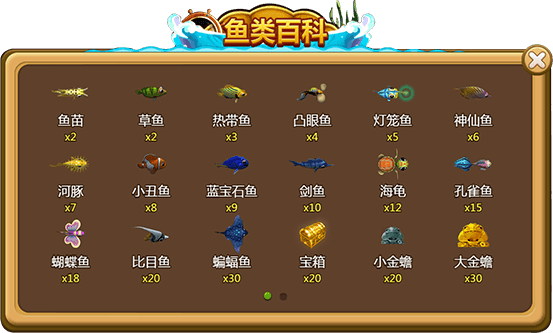 鱼类百科
鱼苗 草鱼 热带鱼 凸眼鱼 灯笼鱼 神仙鱼
x2 x2 x3 x4 x5 x6
河豚 小丑鱼 蓝宝石鱼 剑鱼 海龟 孔雀鱼
x7 x8 x9 x10 x12 x15
蝴蝶鱼 比目鱼 蝙蝠鱼 宝箱 小金蟾 大金蟾
x18 x20 x30 x20 x20 x30